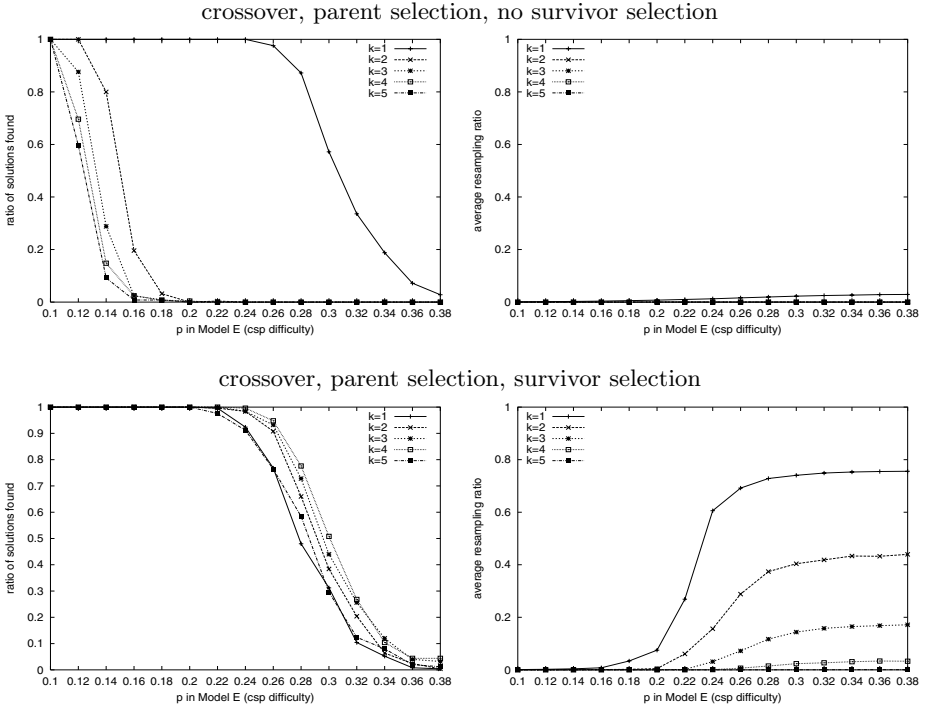 crossover, parent selection, no survivor selection
ratio of solutions found
1
0.8
0.6
0.4
0.2
0
k=1
k=2
k=3
k=4
k=5
0.1 0.12 0.14 0.16 0.18 0.2 0.22 0.24 0.26 0.28 0.3 0.32 0.34 0.36 0.38
p in Model E (csp difficulty)
average resampling ratio
1
0.8
0.6
0.4
0.2
0
k=1
k=2
k=3
k=4
k=5
0.1 0.12 0.14 0.16 0.18 0.2 0.22 0.24 0.26 0.28 0.3 0.32 0.34 0.36 0.38
p in Model E (csp difficulty)
crossover, parent selection, survivor selection
ratio of solutions found
1
0.9
0.8
0.7
0.6
0.5
0.4
0.3
0.2
0.1
0
k=1
k=2
k=3
k=4
k=5
0.1 0.12 0.14 0.16 0.18 0.2 0.22 0.24 0.26 0.28 0.3 0.32 0.34 0.36 0.38
p in Model E (csp difficulty)
average resampling ratio
1
0.8
0.6
0.4
0.2
0
k=1
k=2
k=3
k=4
k=5
0.1 0.12 0.14 0.16 0.18 0.2 0.22 0.24 0.26 0.28 0.3 0.32 0.34 0.36 0.38
p in Model E (csp difficulty)